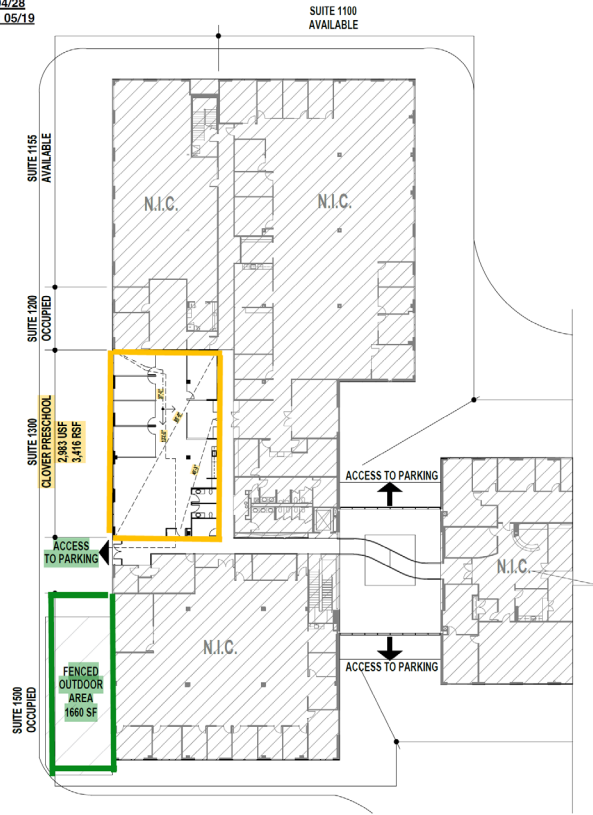 04/28
05/19
SUITE 1100
AVAILABLE
SUITE 1155
AVAILABLE
N.I.C.
N.I.C.
SUITE 1200
OCCUPIED
SUITE 1300
CLOVER PRESCHOOL
2,983 USF
3,416 RSF
ACCESS TO PARKING
ACCESS
TO PARKING
N.I.C.
N.I.C.
FENCED
OUTDOOR
AREA
1660 SF
ACCESS TO PARKING
SUITE 1500
OCCUPIED